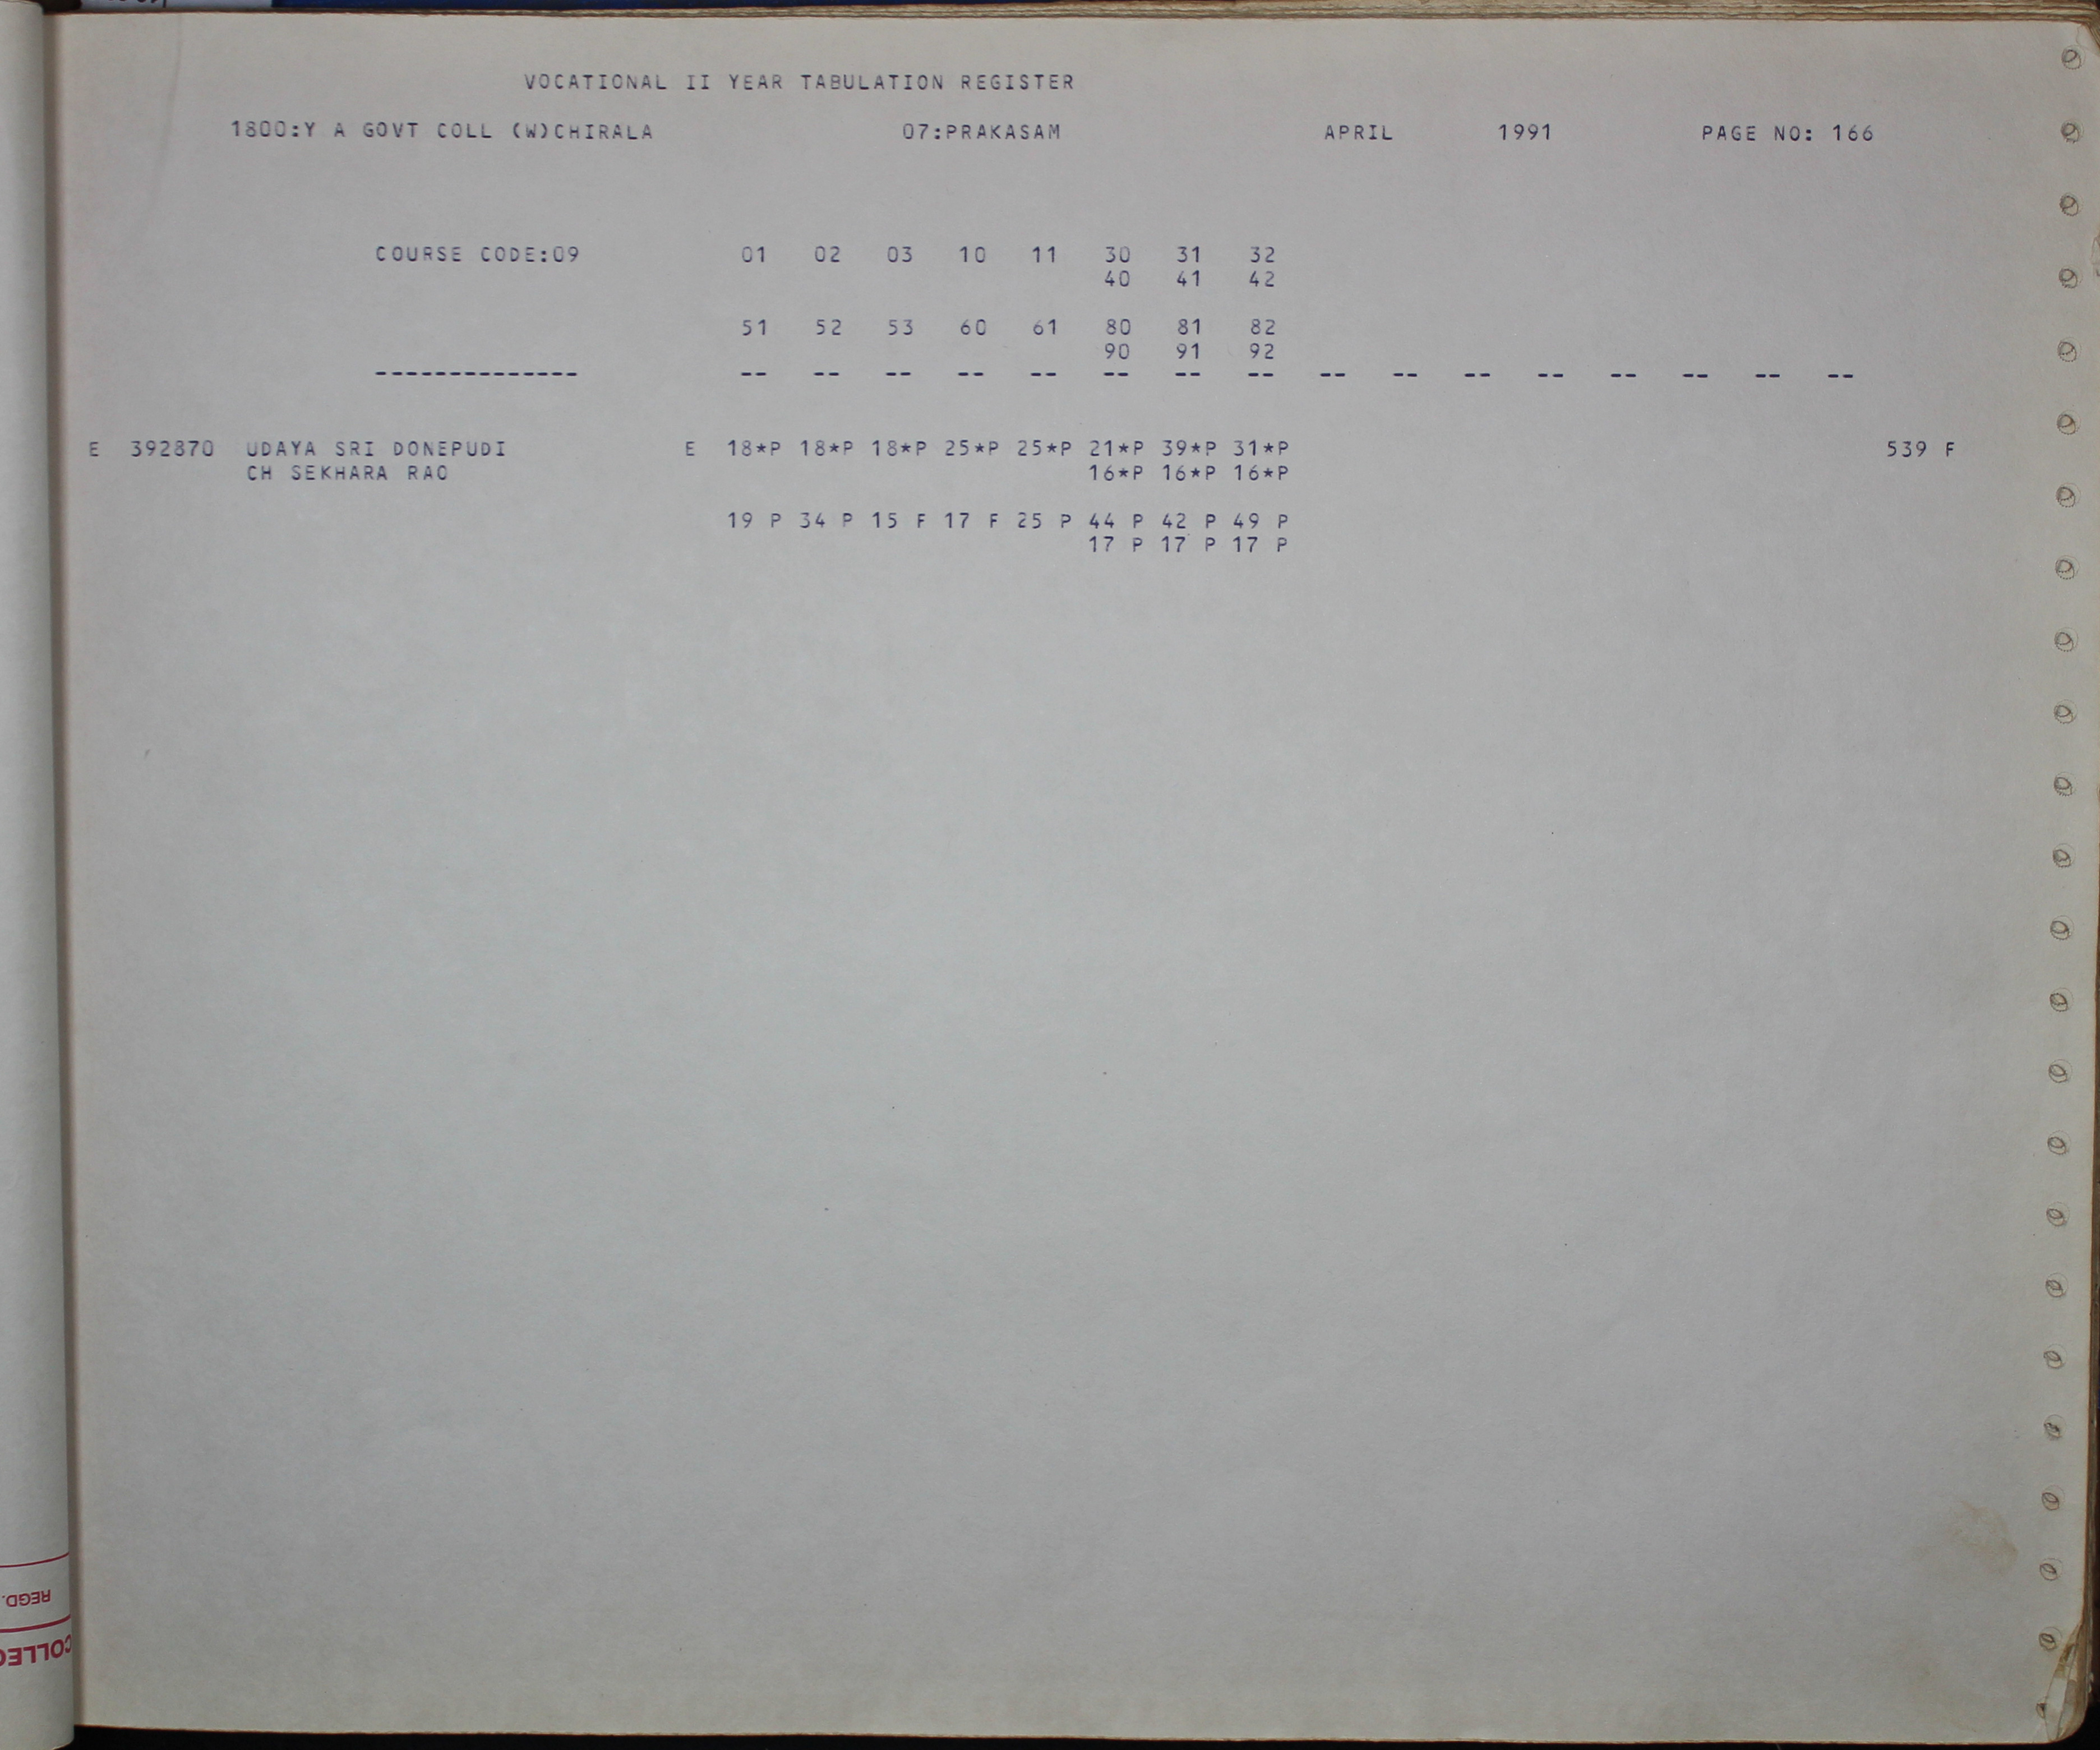 VOCATIONAL II YEAR TABULATION REGISTER
1800:Y A GOVT COLL (W)CHIRALA 07:PRAKASAM APRIL 1991 PAGE NO: 166
COURSE CODE:09 01 02 03 10 11 30 31 32
40 41 42
51 52 53 60 61 80 81 82
90 91 92
-------------- -- -- -- -- -- -- -- -- -- -- -- -- -- -- -- --
E 392870 UDAYA SRI DONEPUDI E 18*P 18*P 18*P 25*P 25*P 21*P 39*P 31*P 539 F
CH SEKHARA RAO 16*P 16*P 16*P
19 P 34 P 15 F 17 F 25 P 44 P 42 P 49 P
17 P 17 P 17 P
REGD.